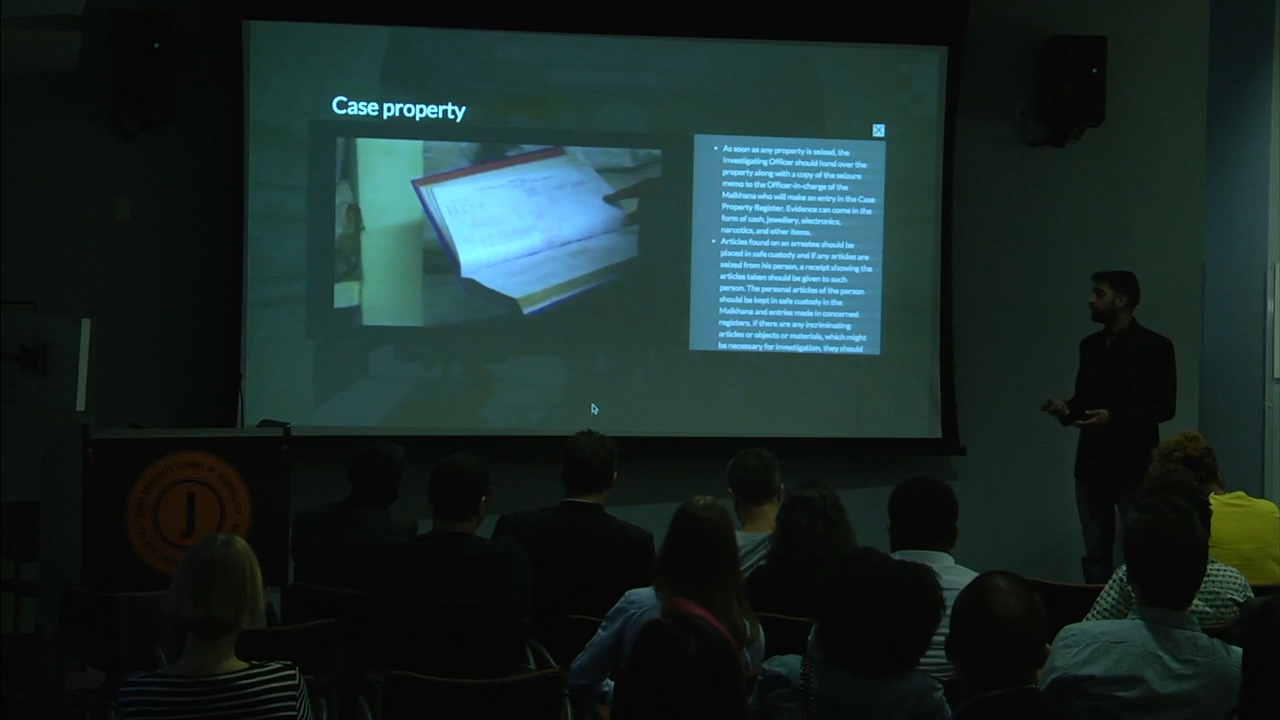 Case property
• As soon as any property is seized, the
Investigating Officer should hand over the
property along with a copy of the seizure
memo to the Officer-in-charge of the
Malkhana who will make an entry in the Case
Property Register. Evidence can come in the
form of cash, jewellery, electronics,
narcotics, and other items.
• Articles found on an arrestee should be
placed in safe custody and if any articles are
seized from his person, a receipt showing the
articles taken should be given to such
person. The personal articles of the person
should be kept in safe custody in the
Malkhana and entries made in concerned
registers. If there are any incriminating
articles or objects or materials, which might
be necessary for investigation, they should
J
GRADUATE SCHOOL OF JOURNALISM